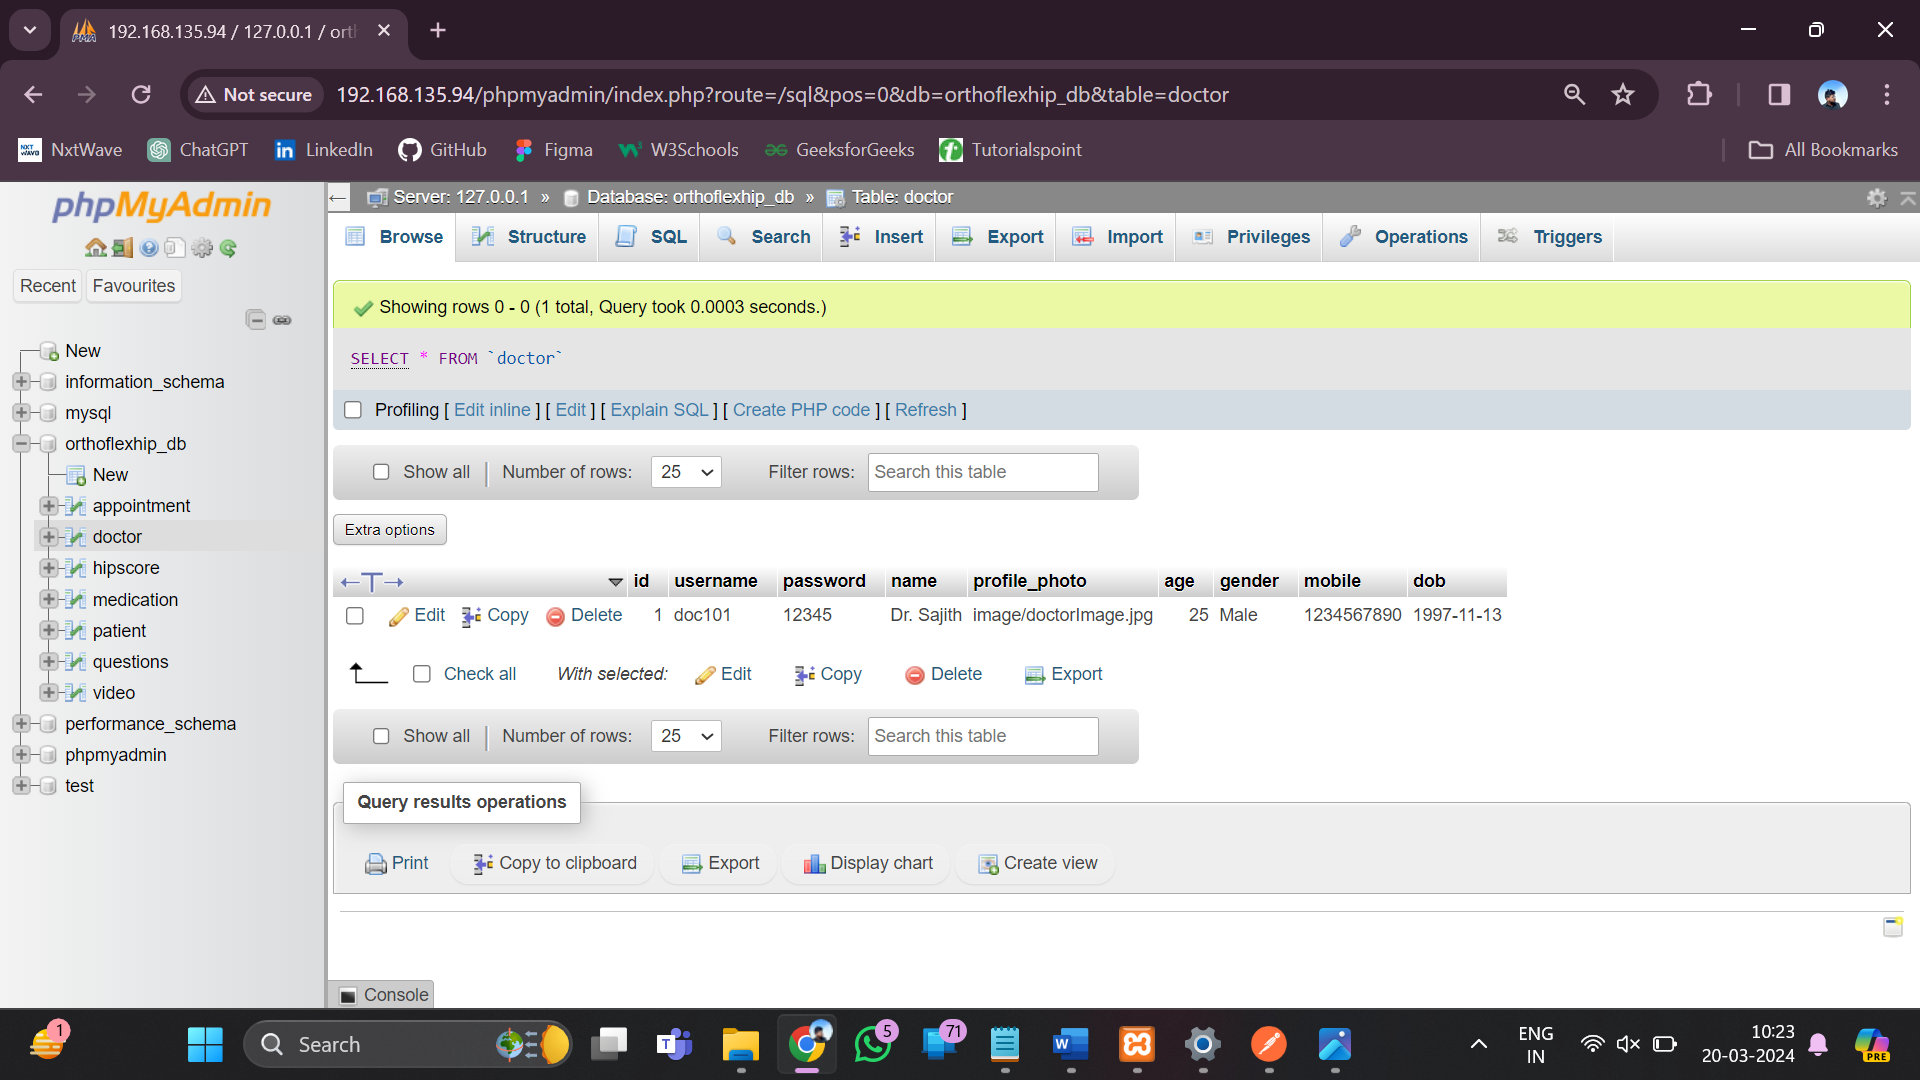 192.168.135.94 / 127.0.0.1 / orth
Not secure
192.168.135.94/phpmyadmin/index.php?route=/sql&pos=0&db=orthoflexhip_db&table=doctor
NxtWave ChatGPT LinkedIn GitHub Figma W3Schools GeeksforGeeks Tutorialspoint All Bookmarks
phpMyAdmin
Recent Favourites
New
information_schema
mysql
orthoflexhip_db
New
appointment
doctor
hipscore
medication
patient
questions
video
performance_schema
phpmyadmin
test
Server: 127.0.0.1 » Database: orthoflexhip_db » Table: doctor
Browse Structure SQL Search Insert Export Import Privileges Operations Triggers
Showing rows 0 - 0 (1 total, Query took 0.0003 seconds.)
SELECT * FROM `doctor`
Profiling [ Edit inline ] [ Edit ] [ Explain SQL ] [ Create PHP code ] [ Refresh ]
Show all Number of rows: 25 Filter rows: Search this table
Extra options
←T→ id username password name profile_photo age gender mobile dob
Edit Copy Delete 1 doc101 12345 Dr. Sajith image/doctorImage.jpg 25 Male 1234567890 1997-11-13
Check all With selected: Edit Copy Delete Export
Show all Number of rows: 25 Filter rows: Search this table
Query results operations
Print Copy to clipboard Export Display chart Create view
Console
1
Search
5
71
ENG
IN
10:23
20-03-2024
PRE